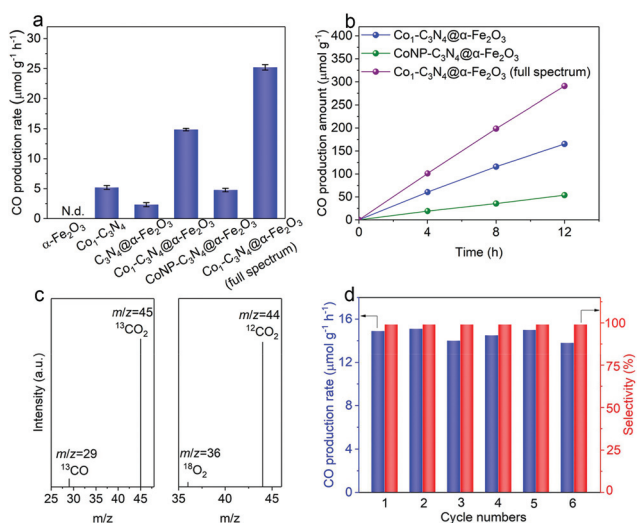 a
CO production rate (μmol g⁻¹ h⁻¹)
30
25
20
15
10
5
0
N.d.
α-Fe₂O₃
Co₁-C₃N₄
C₃N₄@α-Fe₂O₃
Co₁-C₃N₄@α-Fe₂O₃
CoNP-C₃N₄@α-Fe₂O₃
Co₁-C₃N₄@α-Fe₂O₃
(full spectrum)
b
CO production amount (μmol g⁻¹)
400
350
300
250
200
150
100
50
0
Co₁-C₃N₄@α-Fe₂O₃
CoNP-C₃N₄@α-Fe₂O₃
Co₁-C₃N₄@α-Fe₂O₃ (full spectrum)
0 4 8 12
Time (h)
c
Intensity (a.u.)
m/z=45
¹³CO₂
m/z=29
¹³CO
25 30 35 40 45
m/z
m/z=44
¹²CO₂
m/z=36
¹⁸O₂
35 40 45
m/z
d
CO production rate (μmol g⁻¹ h⁻¹)
16
12
8
4
0
100
75
50
25
0
Selectivity (%)
1 2 3 4 5 6
Cycle numbers